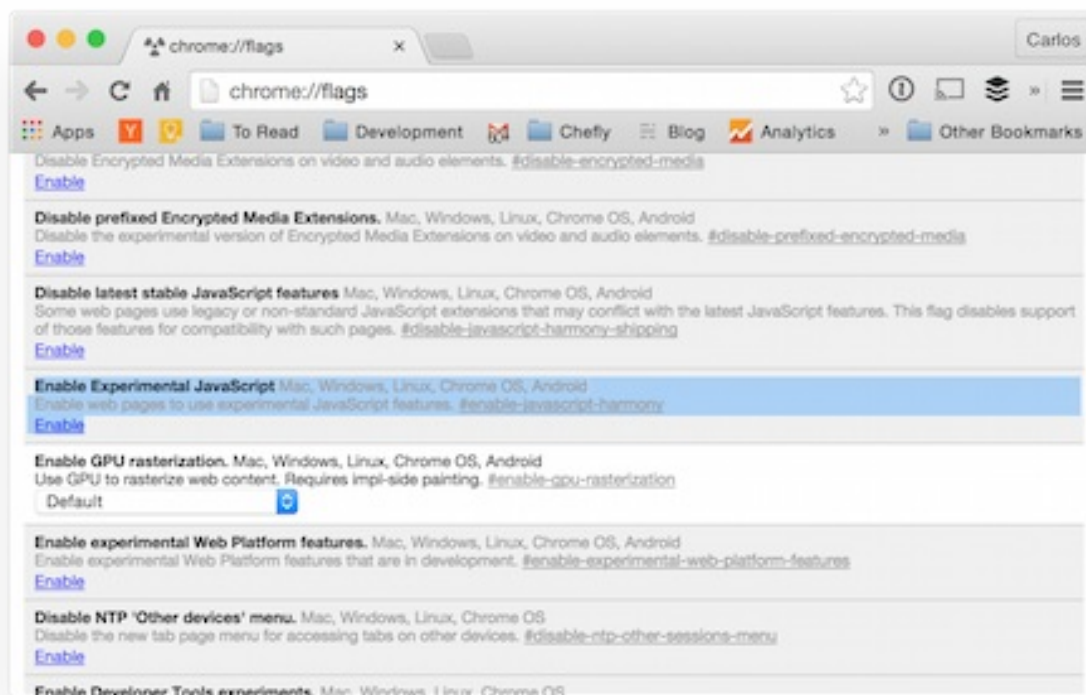 chrome://flags
Carlos
chrome://flags
Apps To Read Development Chefly Blog Analytics » Other Bookmarks
Disable Encrypted Media Extensions on video and audio elements. #disable-encrypted-media
Enable
Disable prefixed Encrypted Media Extensions. Mac, Windows, Linux, Chrome OS, Android
Disable the experimental version of Encrypted Media Extensions on video and audio elements. #disable-prefixed-encrypted-media
Enable
Disable latest stable JavaScript features Mac, Windows, Linux, Chrome OS, Android
Some web pages use legacy or non-standard JavaScript extensions that may conflict with the latest JavaScript features. This flag disables support
of those features for compatibility with such pages. #disable-javascript-harmony-shipping
Enable
Enable Experimental JavaScript Mac, Windows, Linux, Chrome OS, Android
Enable web pages to use experimental JavaScript features. #enable-javascript-harmony
Enable
Enable GPU rasterization. Mac, Windows, Linux, Chrome OS, Android
Use GPU to rasterize web content. Requires impl-side painting. #enable-gpu-rasterization
Default
Enable experimental Web Platform features. Mac, Windows, Linux, Chrome OS, Android
Enable experimental Web Platform features that are in development. #enable-experimental-web-platform-features
Enable
Disable NTP 'Other devices' menu. Mac, Windows, Linux, Chrome OS
Disable the new tab page menu for accessing tabs on other devices. #disable-ntp-other-sessions-menu
Enable
Enable Developer Tools experiments. Mac, Windows, Linux, Chrome OS